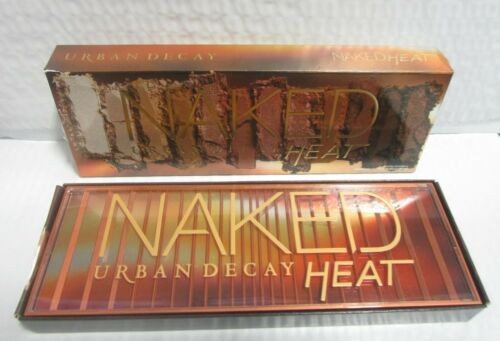 URBAN DECAY
NAKEDHEAT
NAKED
HEAT
NAKED
URBAN DECAY HEAT